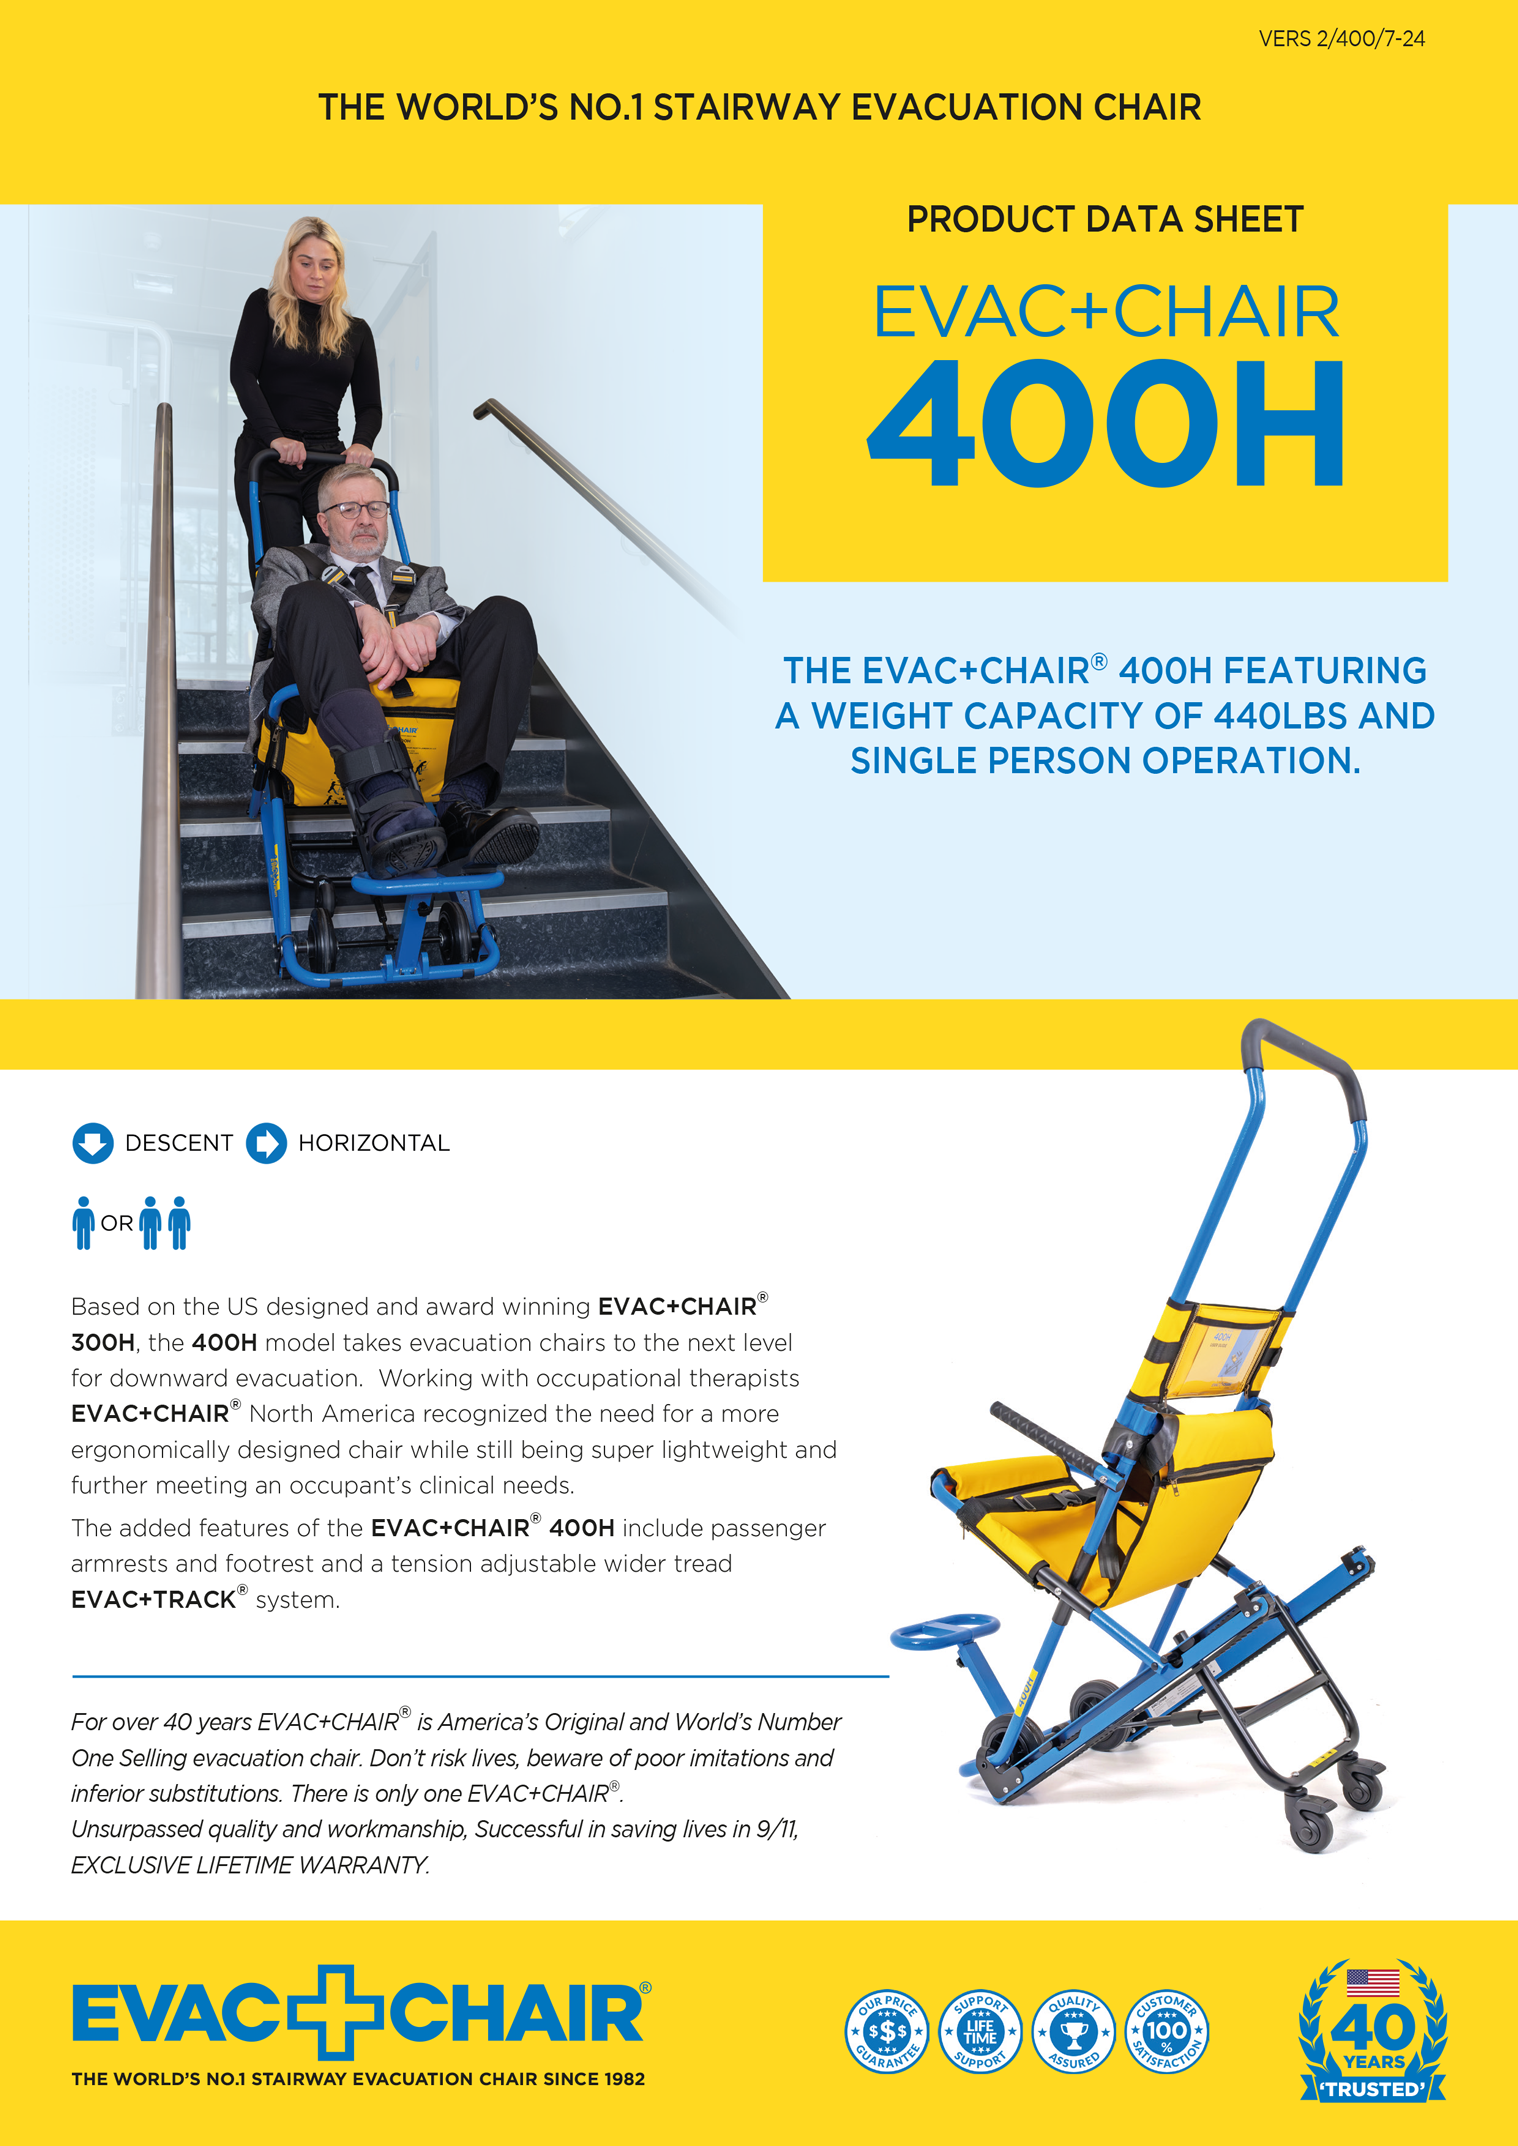 VERS 2/400/7-24
THE WORLD'S NO.1 STAIRWAY EVACUATION CHAIR
PRODUCT DATA SHEET
EVAC+CHAIR
400H
THE EVAC+CHAIR® 400H FEATURING
A WEIGHT CAPACITY OF 440LBS AND
SINGLE PERSON OPERATION.
DESCENT HORIZONTAL
OR
Based on the US designed and award winning EVAC+CHAIR®
300H, the 400H model takes evacuation chairs to the next level
for downward evacuation.  Working with occupational therapists
EVAC+CHAIR® North America recognized the need for a more
ergonomically designed chair while still being super lightweight and
further meeting an occupant's clinical needs.
The added features of the EVAC+CHAIR® 400H include passenger
armrests and footrest and a tension adjustable wider tread
EVAC+TRACK® system.
400H
400H
For over 40 years EVAC+CHAIR® is America's Original and World's Number
One Selling evacuation chair. Don't risk lives, beware of poor imitations and
inferior substitutions. There is only one EVAC+CHAIR®.
Unsurpassed quality and workmanship, Successful in saving lives in 9/11,
EXCLUSIVE LIFETIME WARRANTY.
EVAC+CHAIR®
THE WORLD'S NO.1 STAIRWAY EVACUATION CHAIR SINCE 1982
OUR PRICE
$$$
GUARANTEE
SUPPORT
LIFE
TIME
SUPPORT
QUALITY
ASSURED
CUSTOMER
100
%
SATISFACTION
40
YEARS
'TRUSTED'